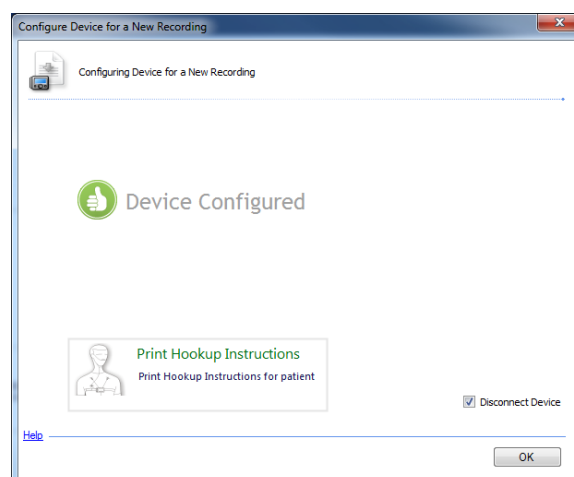 Configure Device for a New Recording
Configuring Device for a New Recording
Device Configured
Print Hookup Instructions
Print Hookup Instructions for patient
Disconnect Device
Help
OK